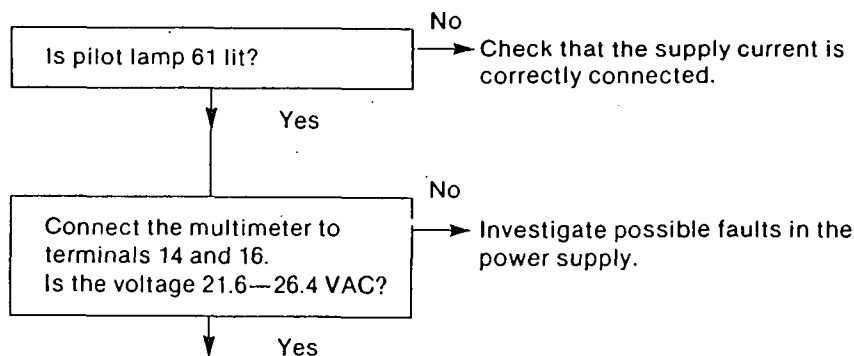 No
Is pilot lamp 61 lit?
Check that the supply current is
correctly connected.
Yes
No
Connect the multimeter to
terminals 14 and 16.
Is the voltage 21.6—26.4 VAC?
Investigate possible faults in the
power supply.
Yes